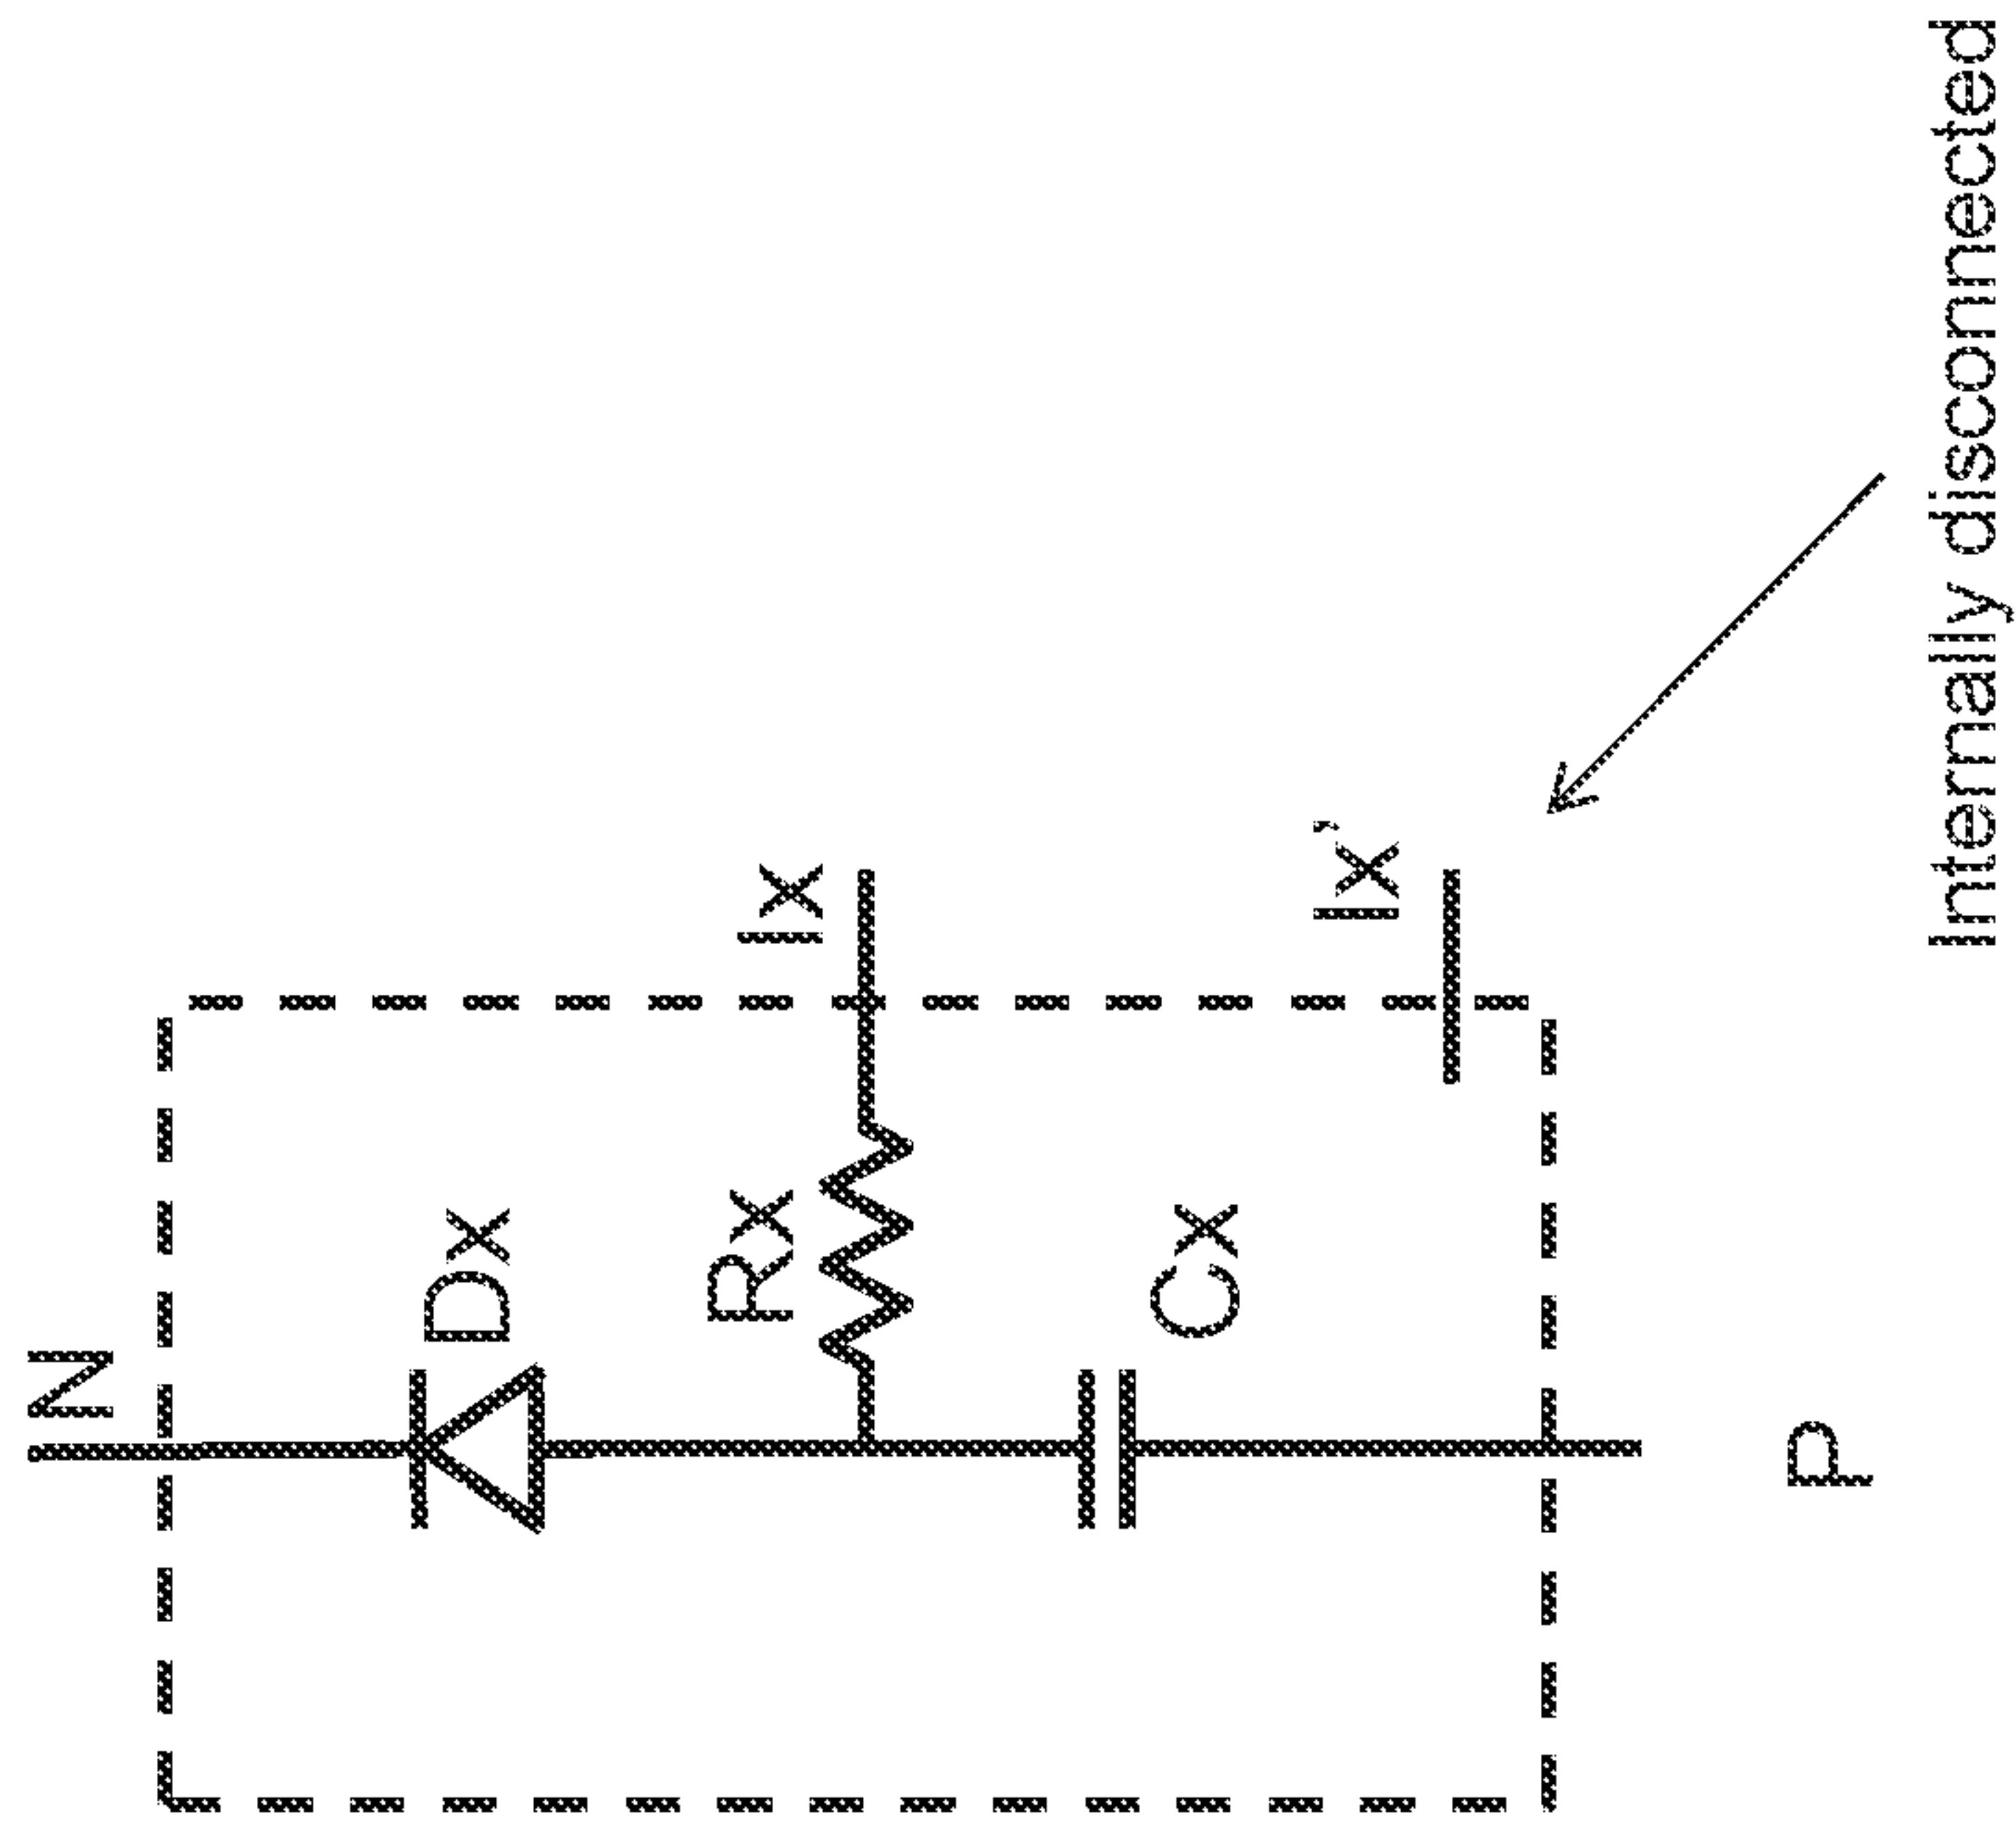 N
Dx
Rx
Ix
Cx
Ix’
P
Internally disconnected